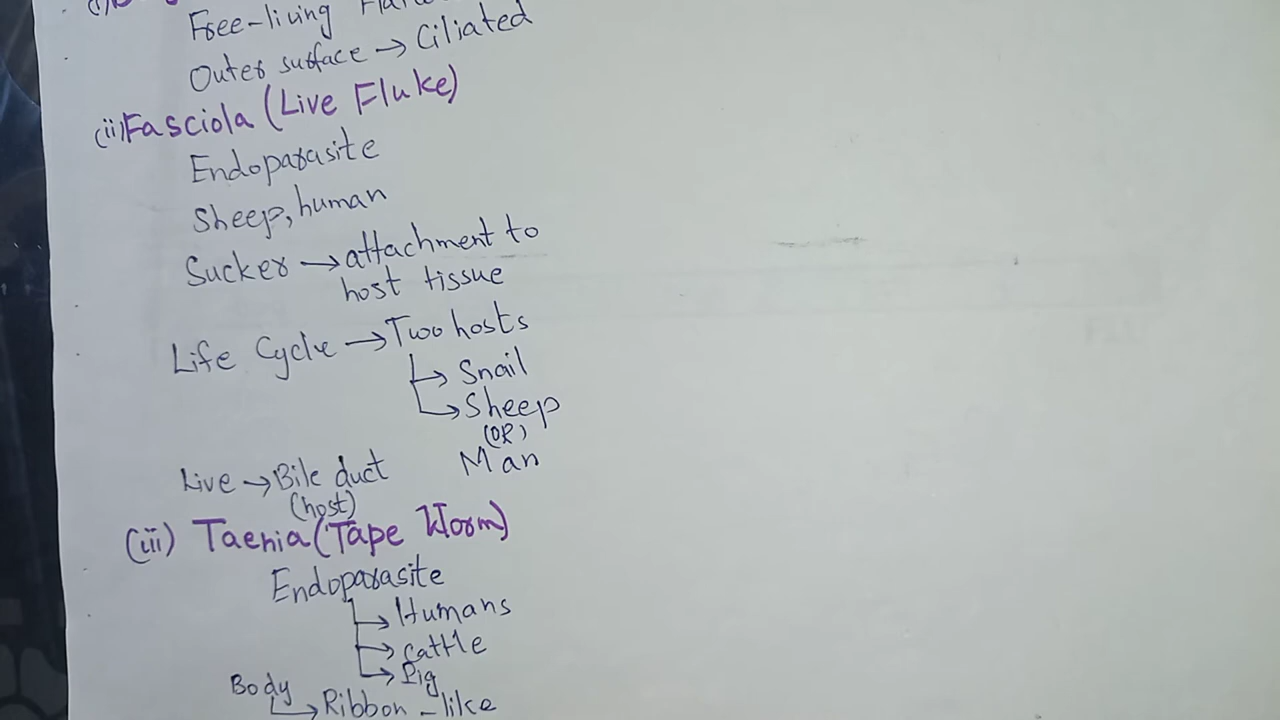 Free-living
Outer surface → Ciliated
(ii) Fasciola (Live Fluke)
Endoparasite
Sheep, human
Sucker → attachment to
host tissue
Life Cycle → Two hosts
→ Snail
→ Sheep
(OR)
Man
Live → Bile duct
(host)
(iii) Taenia (Tape Worm)
Endoparasite
→ Humans
→ cattle
→ Pig
Body
→ Ribbon-like